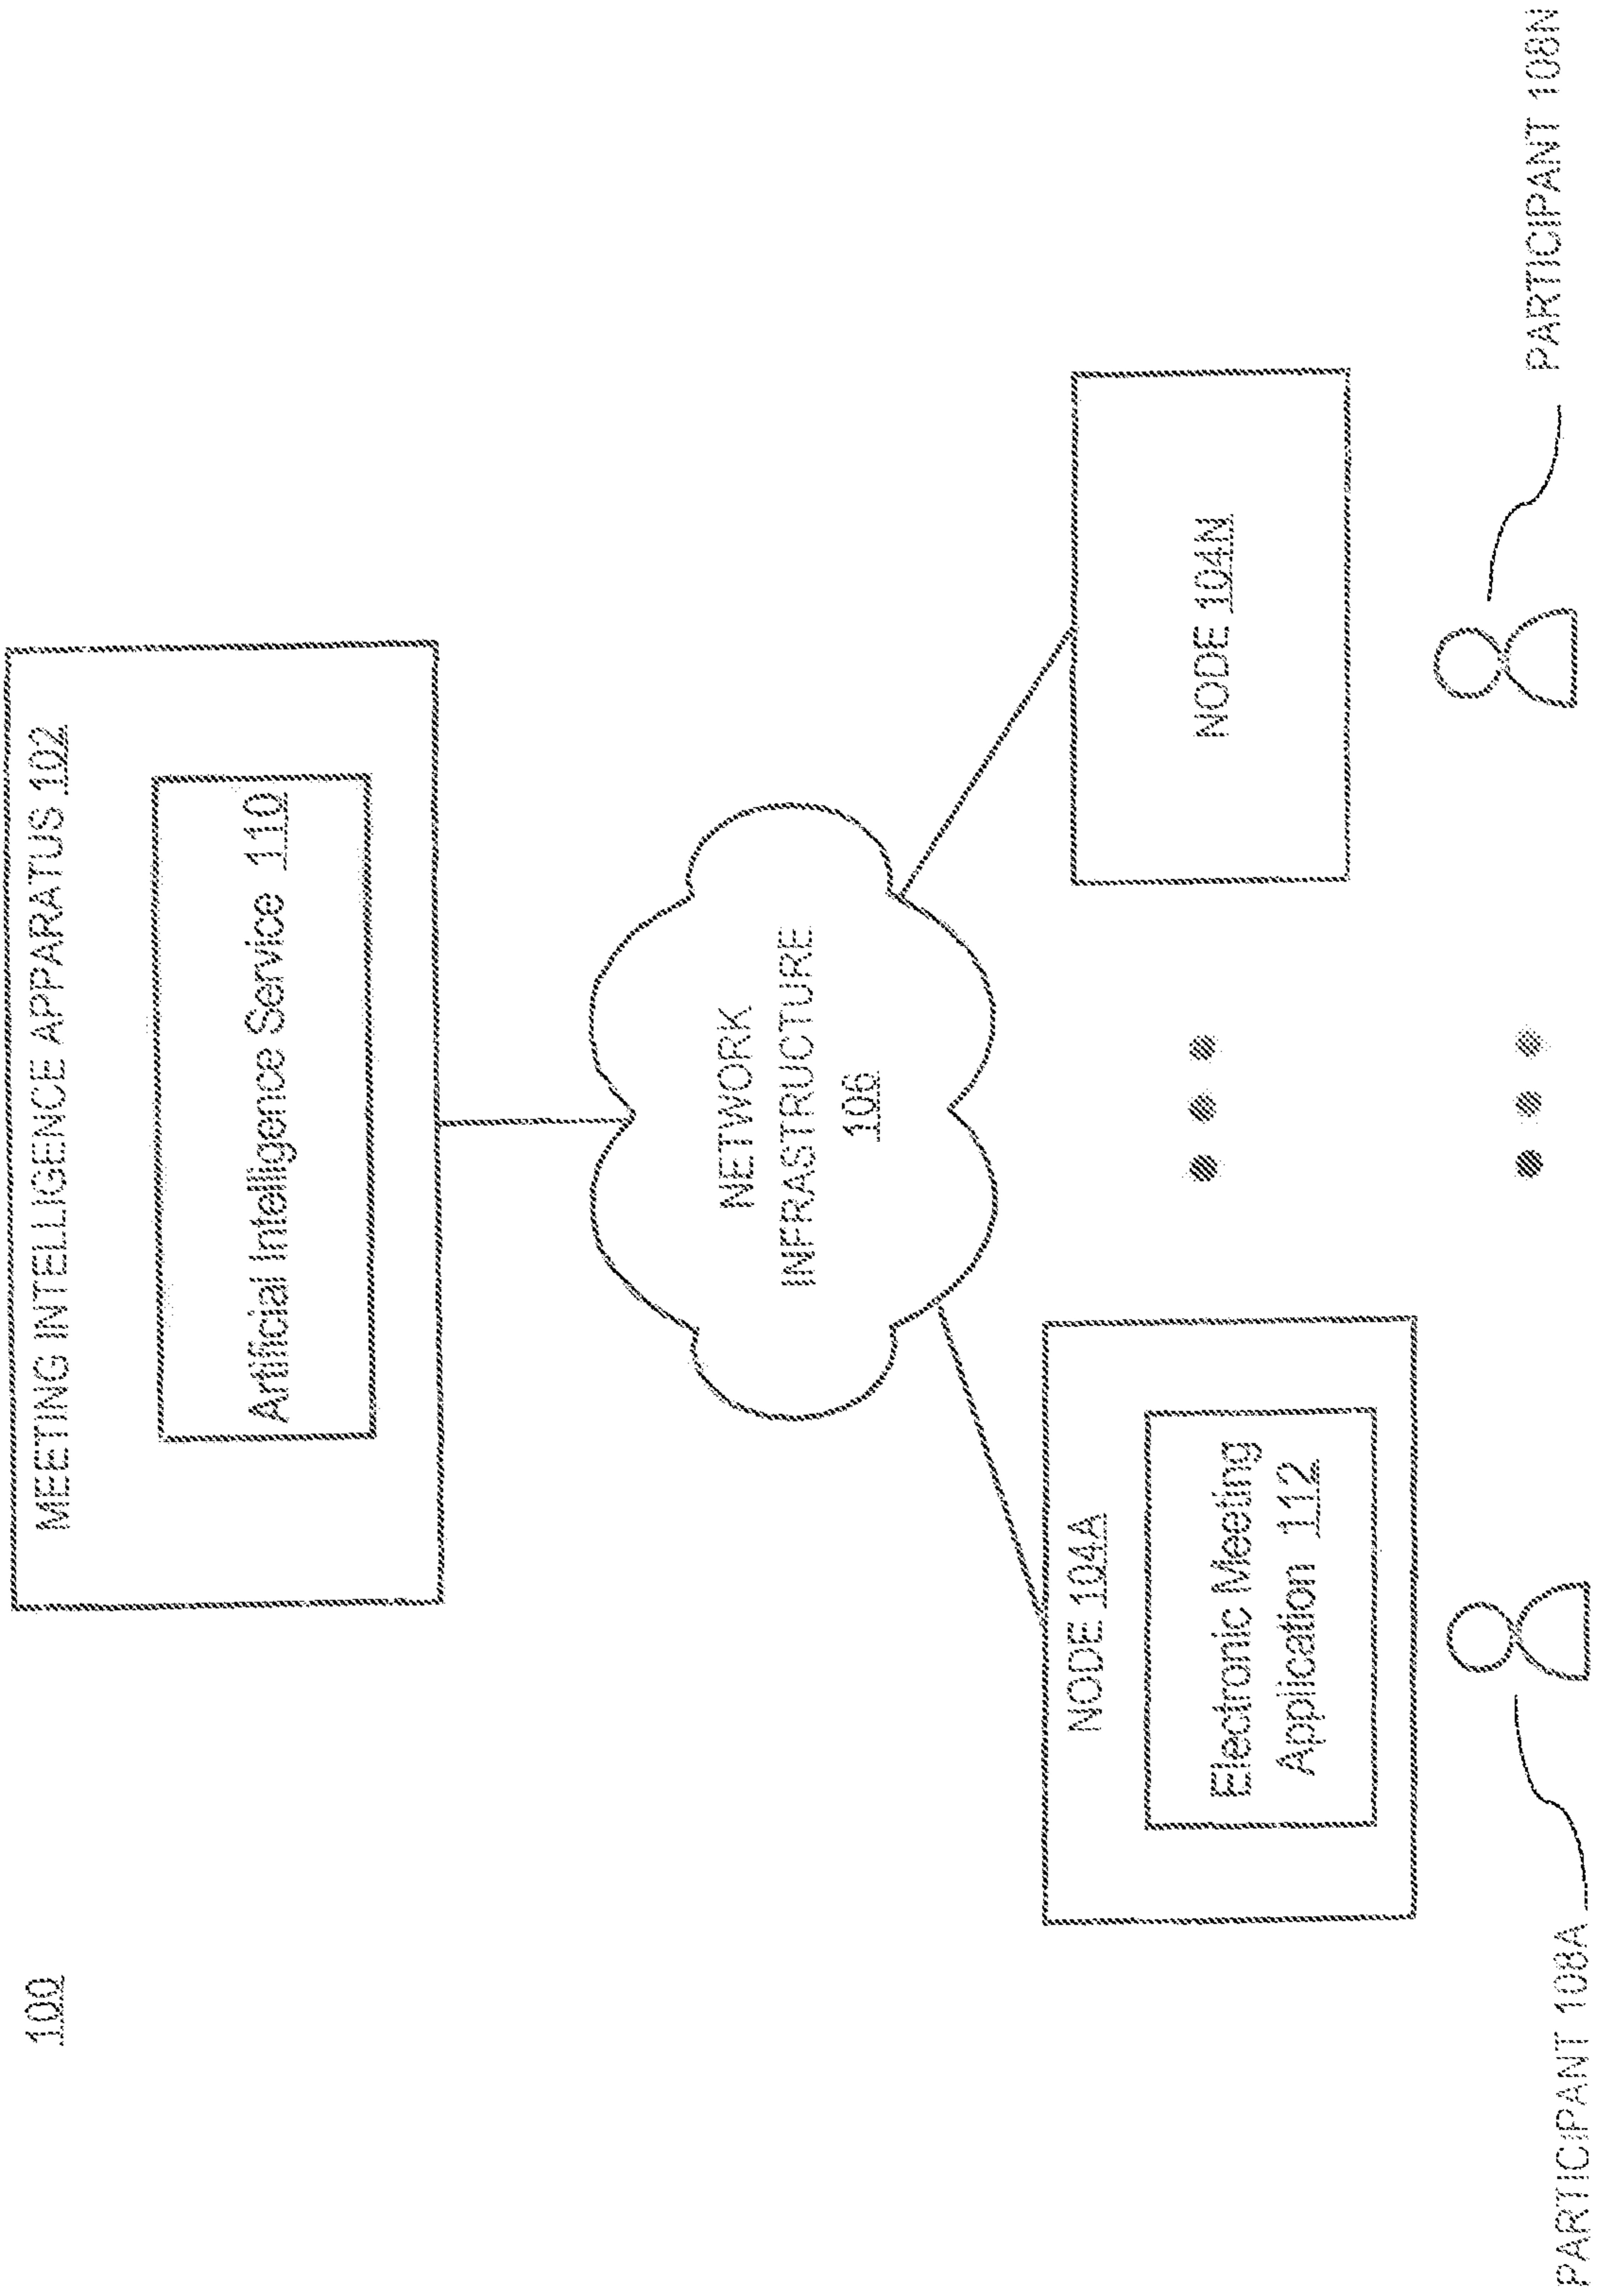 100
MEETING INTELLIGENCE APPARATUS 102
Artificial Intelligence Service 110
NETWORK
INFRASTRUCTURE
106
NODE 104A
Electronic Meeting
Application 112
NODE 104N
PARTICIPANT 108A
PARTICIPANT 108N